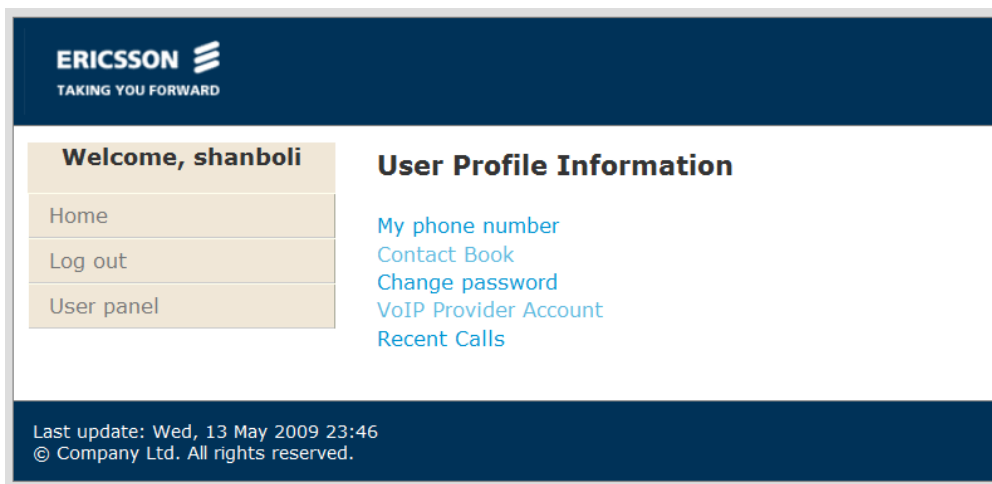 ERICSSON
TAKING YOU FORWARD
Welcome, shanboli
Home
Log out
User panel
User Profile Information
My phone number
Contact Book
Change password
VoIP Provider Account
Recent Calls
Last update: Wed, 13 May 2009 23:46
© Company Ltd. All rights reserved.